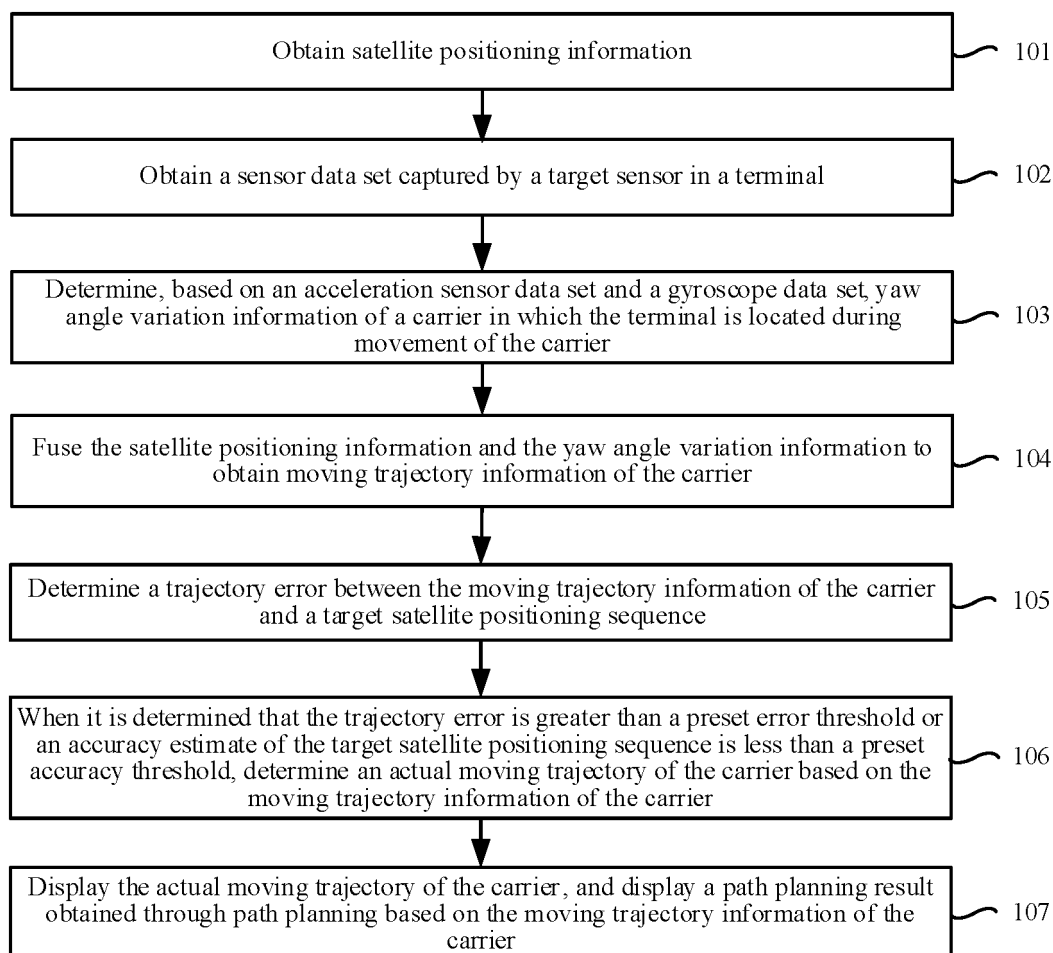 Obtain satellite positioning information
101
Obtain a sensor data set captured by a target sensor in a terminal
102
Determine, based on an acceleration sensor data set and a gyroscope data set, yaw
angle variation information of a carrier in which the terminal is located during
movement of the carrier
103
Fuse the satellite positioning information and the yaw angle variation information to
obtain moving trajectory information of the carrier
104
Determine a trajectory error between the moving trajectory information of the carrier
and a target satellite positioning sequence
105
When it is determined that the trajectory error is greater than a preset error threshold or
an accuracy estimate of the target satellite positioning sequence is less than a preset
accuracy threshold, determine an actual moving trajectory of the carrier based on the
moving trajectory information of the carrier
106
Display the actual moving trajectory of the carrier, and display a path planning result
obtained through path planning based on the moving trajectory information of the
carrier
107